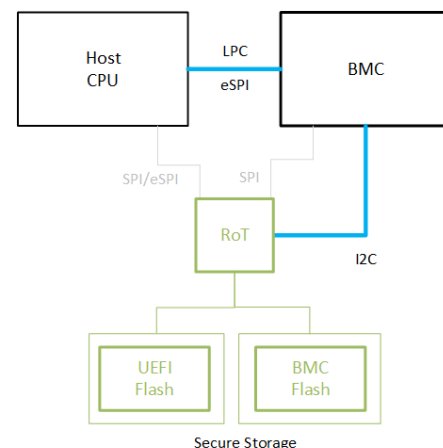 Host
CPU
LPC
eSPI
BMC
SPI/eSPI
SPI
RoT
I2C
UEFI
Flash
BMC
Flash
Secure Storage